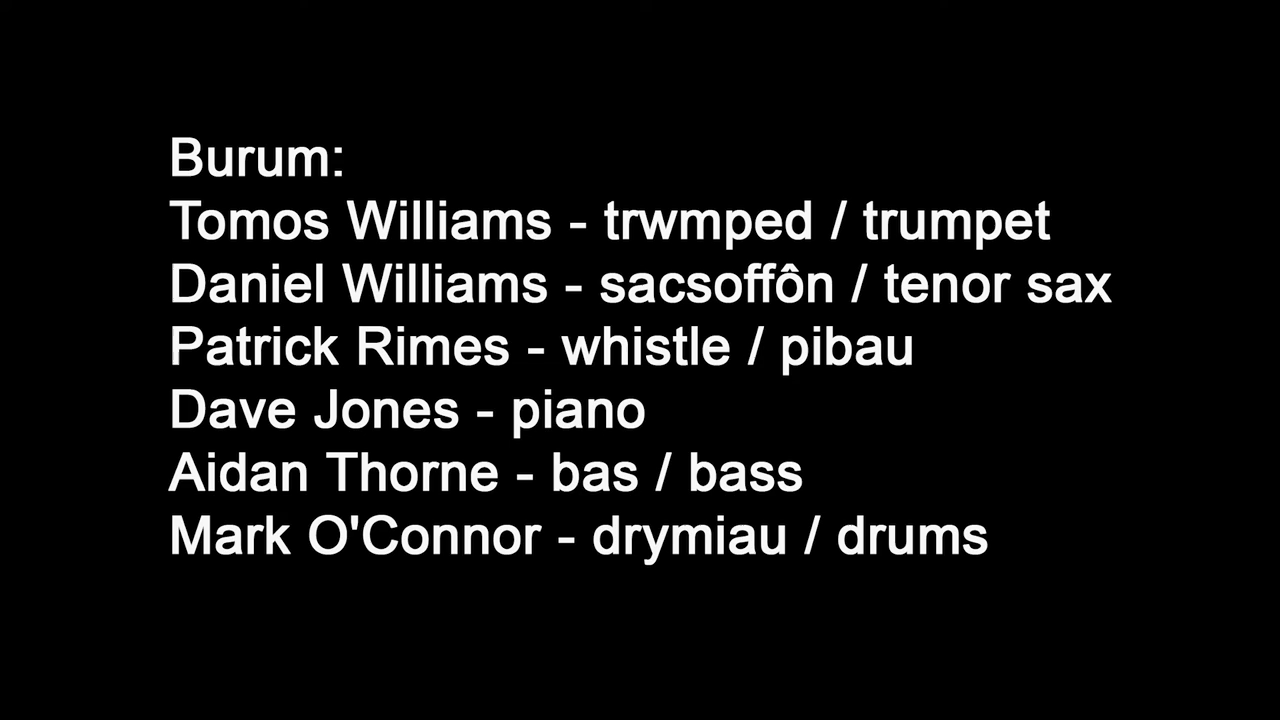 Burum:
Tomos Williams - trwmped / trumpet
Daniel Williams - sacsoffôn / tenor sax
Patrick Rimes - whistle / pibau
Dave Jones - piano
Aidan Thorne - bas / bass
Mark O'Connor - drymiau / drums